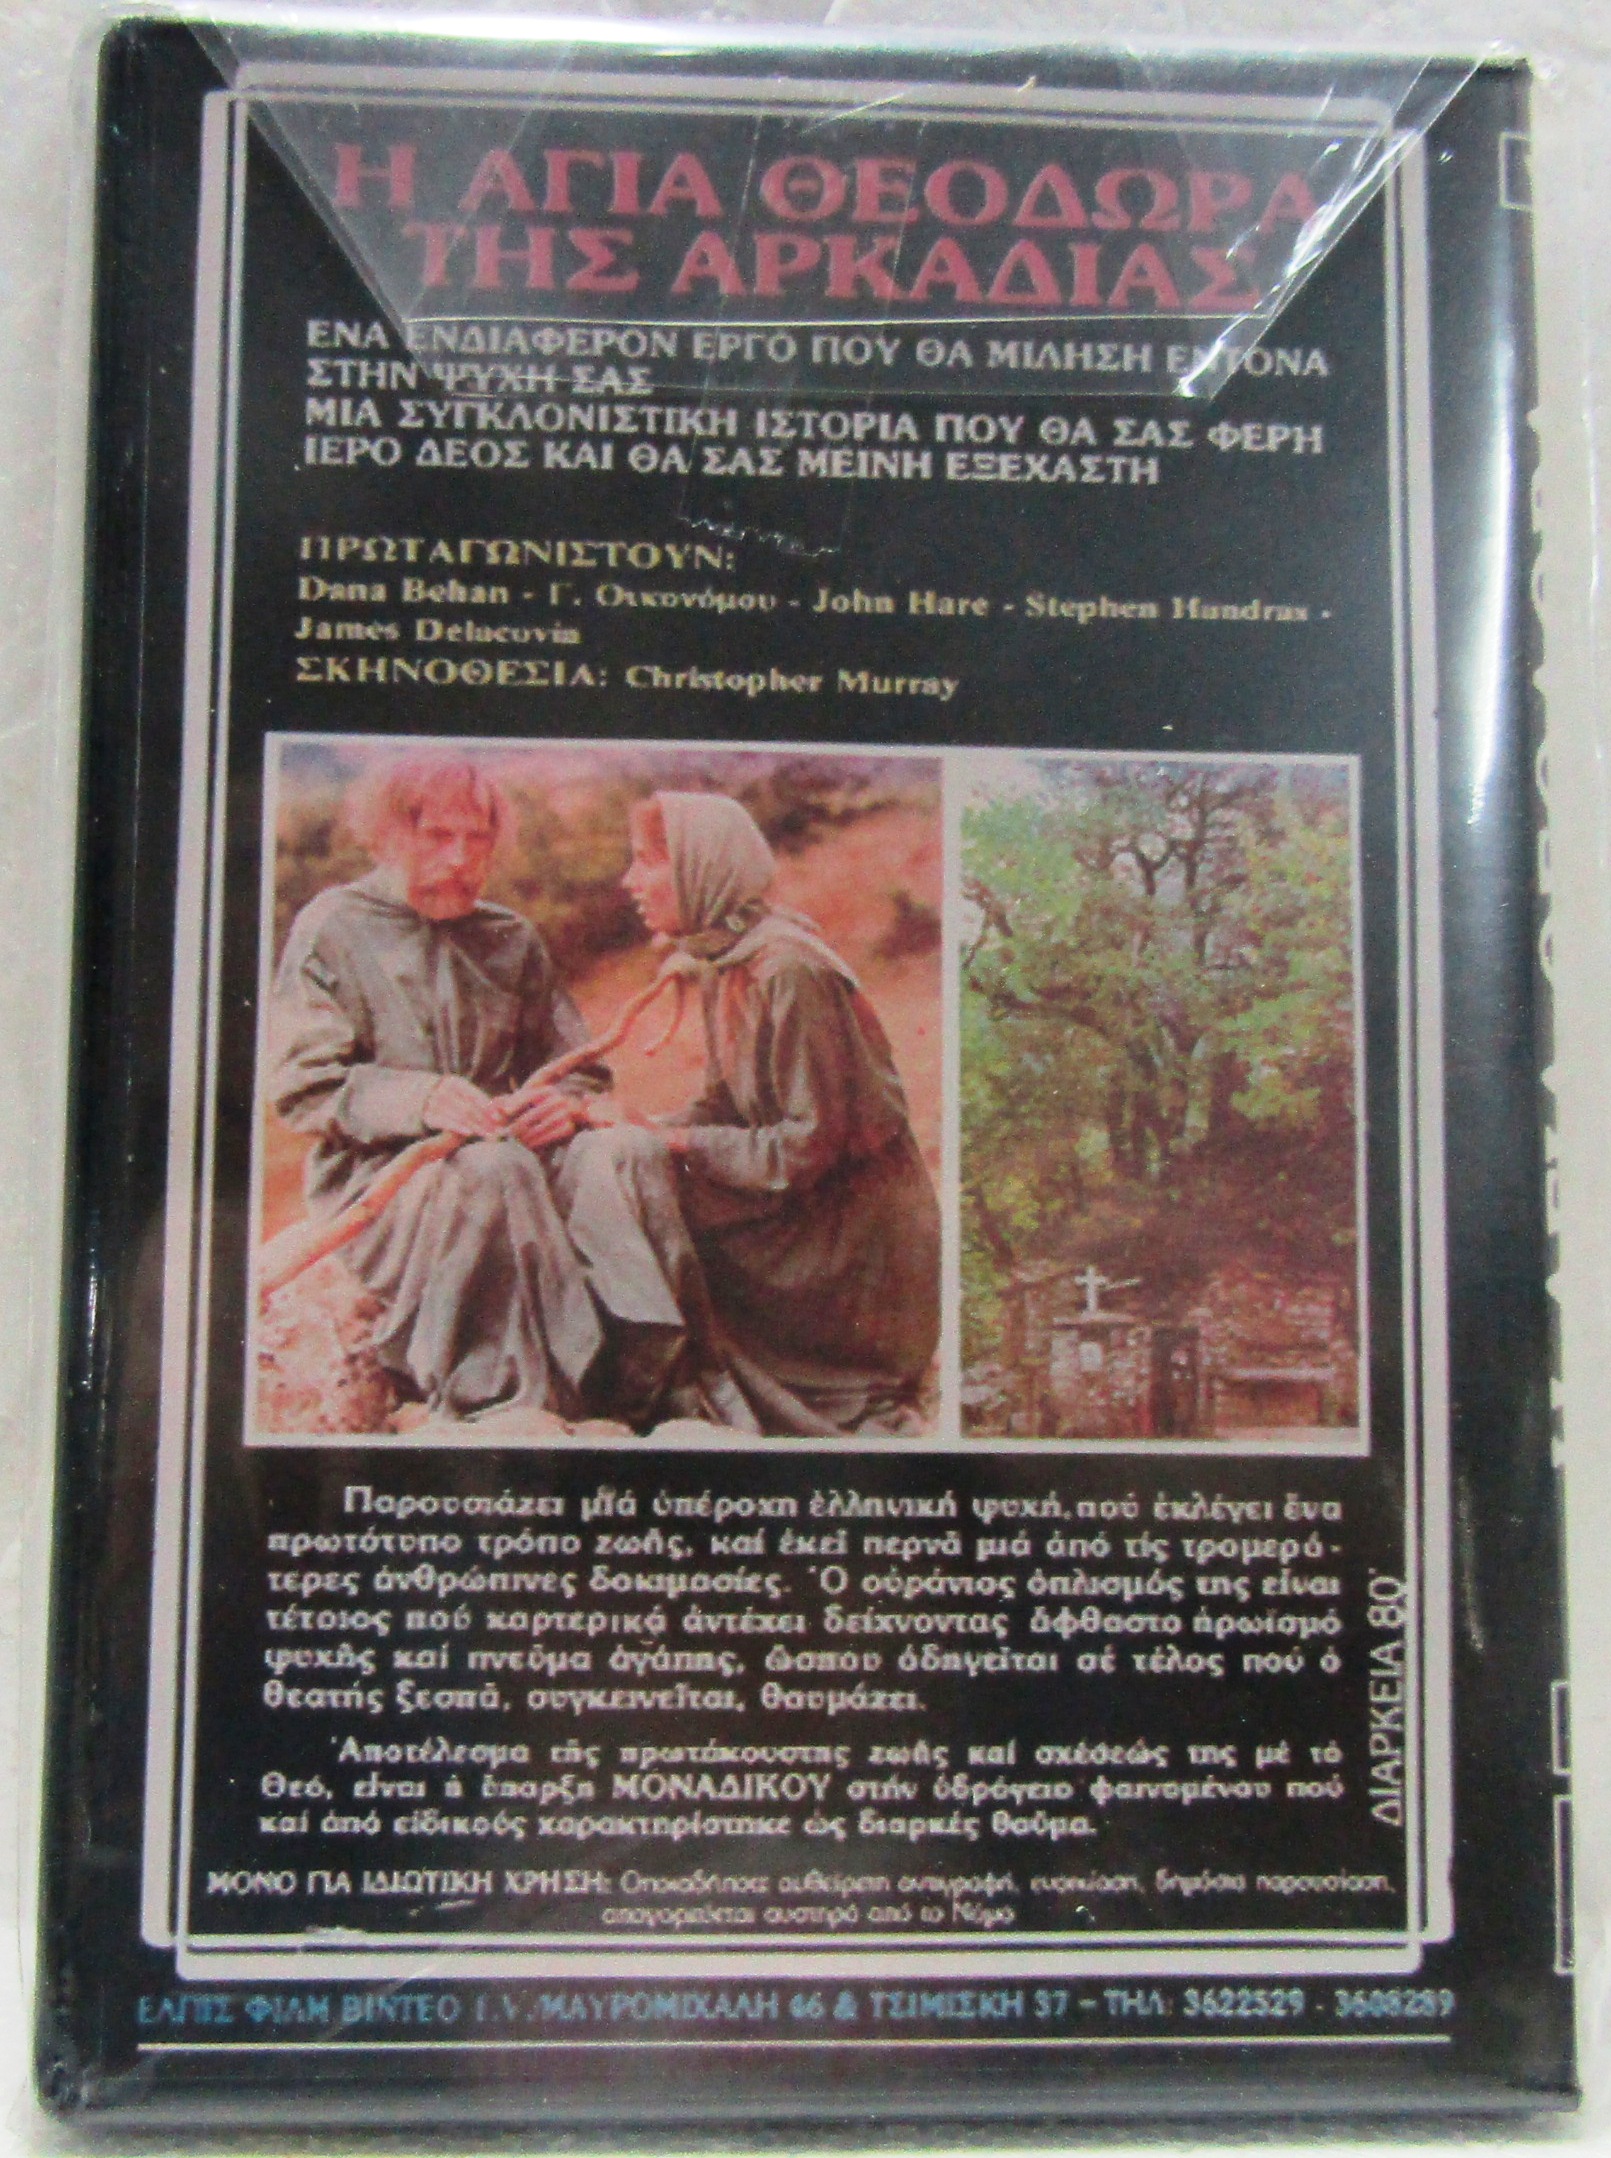 Η ΑΓΙΑ ΘΕΟΔΩΡΑ
ΤΗΣ ΑΡΚΑΔΙΑΣ
ΕΝΑ ΕΝΔΙΑΦΕΡΟΝ ΕΡΓΟ ΠΟΥ ΘΑ ΜΙΛΗΣΗ ΕΝΤΟΝΑ
ΣΤΗΝ ΨΥΧΗ ΣΑΣ
ΜΙΑ ΣΥΓΚΛΟΝΙΣΤΙΚΗ ΙΣΤΟΡΙΑ ΠΟΥ ΘΑ ΣΑΣ ΦΕΡΗ
ΙΕΡΟ ΔΕΟΣ ΚΑΙ ΘΑ ΣΑΣ ΜΕΙΝΗ ΕΞΕΧΑΣΤΗ
ΠΡΩΤΑΓΩΝΙΣΤΟΥΝ:
Dana Behan - Γ. Οικονόμου - John Hare - Stephen -
James
ΣΚΗΝΟΘΕΣΙΑ: Christopher Murray
Παρουσιάζει μιά ὑπέροχη ἑλληνική ψυχή, πού ἐκλέγει ἕνα
πρωτότυπο τρόπο ζωῆς, καί ἐκεῖ περνᾶ μιά ἀπό τίς τρομερό-
τερες ἀνθρώπινες δοκιμασίες. Ὁ οὐράνιος ὁπλισμός της εἶναι
τέτοιος πού καρτερικά ἀντέχει δείχνοντας ἄφθαστο ἡρωϊσμό
ψυχῆς καί πνεῦμα ἀγάπης, ὥσπου ὁδηγεῖται σέ τέλος πού ὁ
θεατής ξεσπᾶ, συγκινεῖται, θαυμάζει.
Ἀποτέλεσμα τῆς πρωτάκουστης ζωῆς καί σχέσεώς της μέ τό
Θεό, εἶναι ἡ ὕπαρξη ΜΟΝΑΔΙΚΟΥ στήν ὑδρόγειο φαινομένου πού
καί ἀπό εἰδικούς χαρακτηρίστηκε ὡς διαρκές θαῦμα.
ΔΙΑΡΚΕΙΑ 80'
ΜΟΝΟ ΓΙΑ ΙΔΙΩΤΙΚΗ ΧΡΗΣΗ: Οποιαδήποτε αυθαίρετη αντιγραφή, ενοικίαση, δημόσια παρουσίαση,
απαγορεύεται αυστηρά από το Νόμο
ΕΛΠΙΣ ΦΙΛΜ ΒΙΝΤΕΟ T.V. ΜΑΥΡΟΜΙΧΑΛΗ 46 & ΤΣΙΜΙΣΚΗ 37 - ΤΗΛ: 3622529 - 3608289